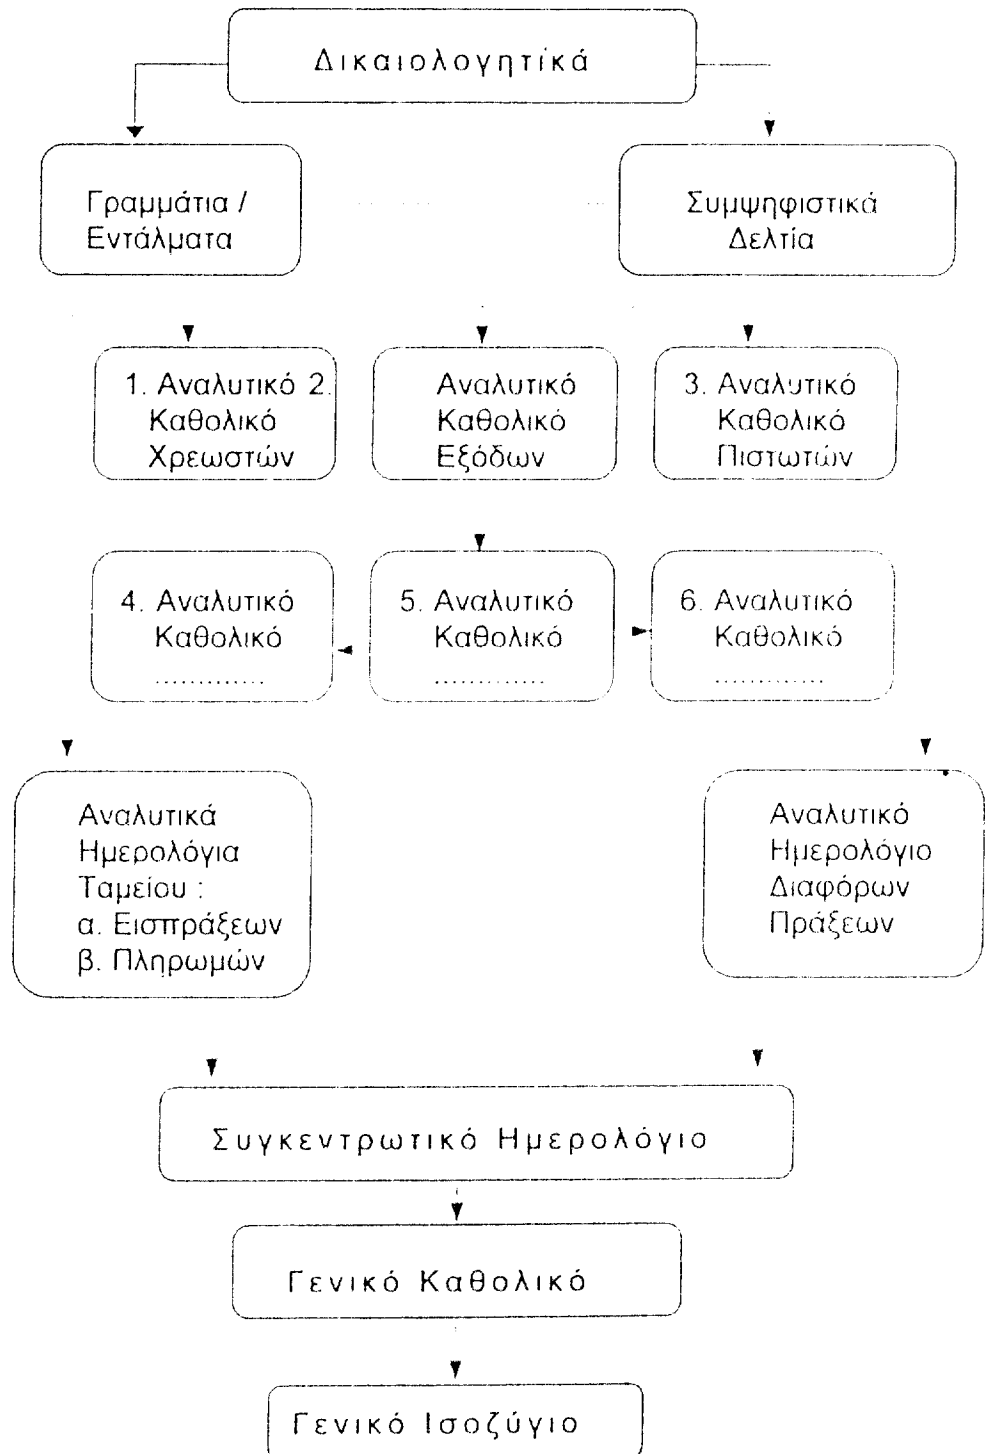 Δικαιολογητικά
Γραμμάτια /
Εντάλματα
Συμψηφιστικά
Δελτία
1. Αναλυτικό
Καθολικό
Χρεωστών
2. Αναλυτικό
Καθολικό
Εξόδων
3. Αναλυτικό
Καθολικό
Πιστωτών
4. Αναλυτικό
Καθολικό
.............
5. Αναλυτικό
Καθολικό
.............
6. Αναλυτικό
Καθολικό
.............
Αναλυτικά
Ημερολόγια
Ταμείου :
α. Εισπράξεων
β. Πληρωμών
Αναλυτικό
Ημερολόγιο
Διαφόρων
Πράξεων
Συγκεντρωτικό Ημερολόγιο
Γενικό Καθολικό
Γενικό Ισοζύγιο